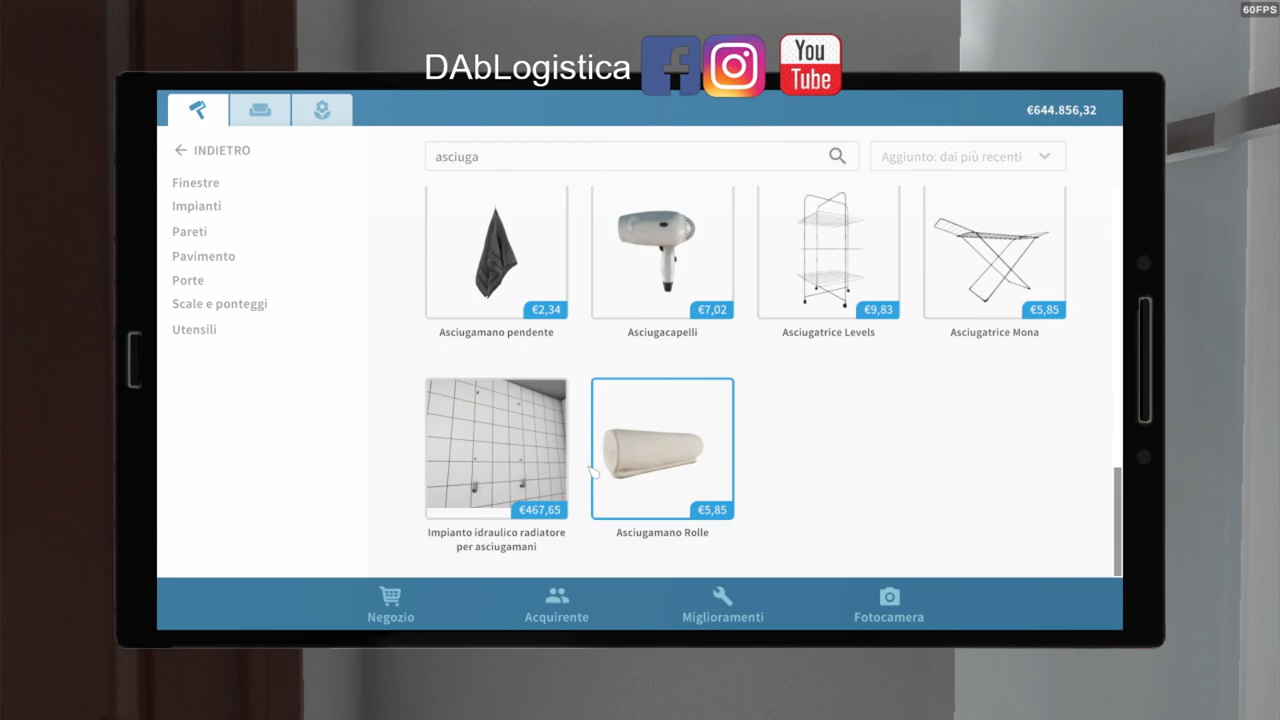 60FPS
DAbLogistica
f
You
Tube
€644.856,32
INDIETRO
asciuga
Aggiunto: dai più recenti
Finestre
Impianti
Pareti
Pavimento
Porte
Scale e ponteggi
Utensili
€2,34
€7,02
€9,83
€5,85
Asciugamano pendente
Asciugacapelli
Asciugatrice Levels
Asciugatrice Mona
€467,65
€5,85
Impianto idraulico radiatore
per asciugamani
Asciugamano Rolle
Negozio
Acquirente
Miglioramenti
Fotocamera